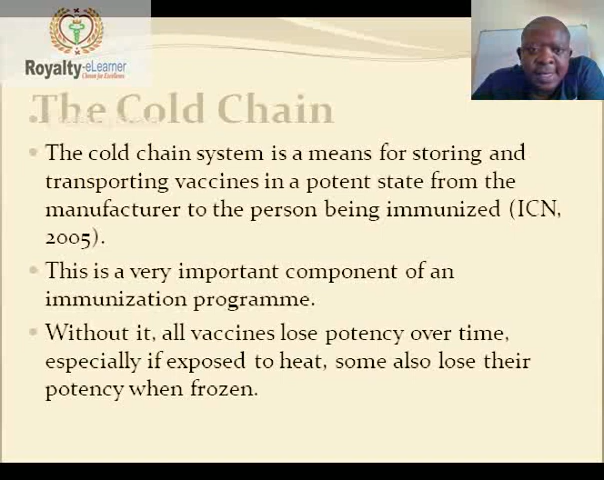 Royalty-eLearner
The Cold Chain
The cold chain system is a means for storing and
transporting vaccines in a potent state from the
manufacturer to the person being immunized (ICN,
2005).
This is a very important component of an
immunization programme.
Without it, all vaccines lose potency over time,
especially if exposed to heat, some also lose their
potency when frozen.